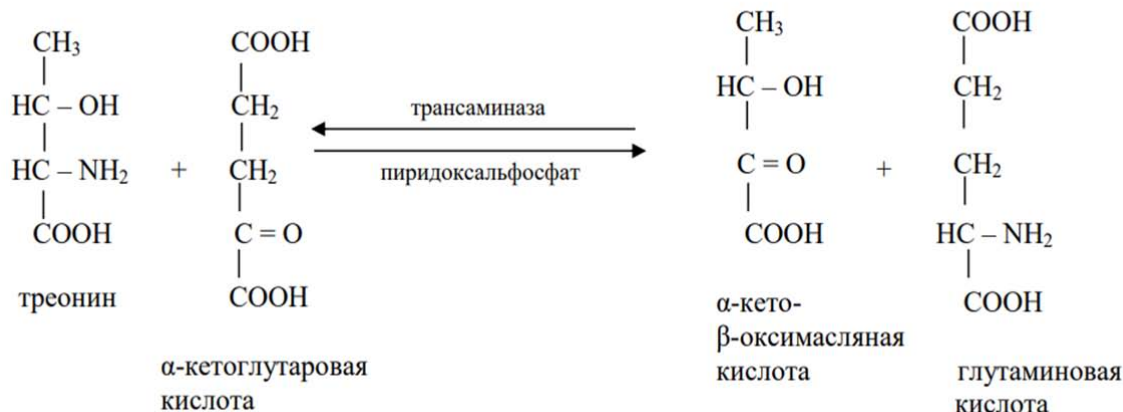 CH₃
HC – OH
HC – NH₂
COOH
треонин
+
COOH
CH₂
CH₂
C = O
COOH
α-кетоглутаровая
кислота
трансаминаза
пиридоксальфосфат
CH₃
HC – OH
C = O
COOH
α-кето-
β-оксимасляная
кислота
+
COOH
CH₂
CH₂
HC – NH₂
COOH
глутаминовая
кислота